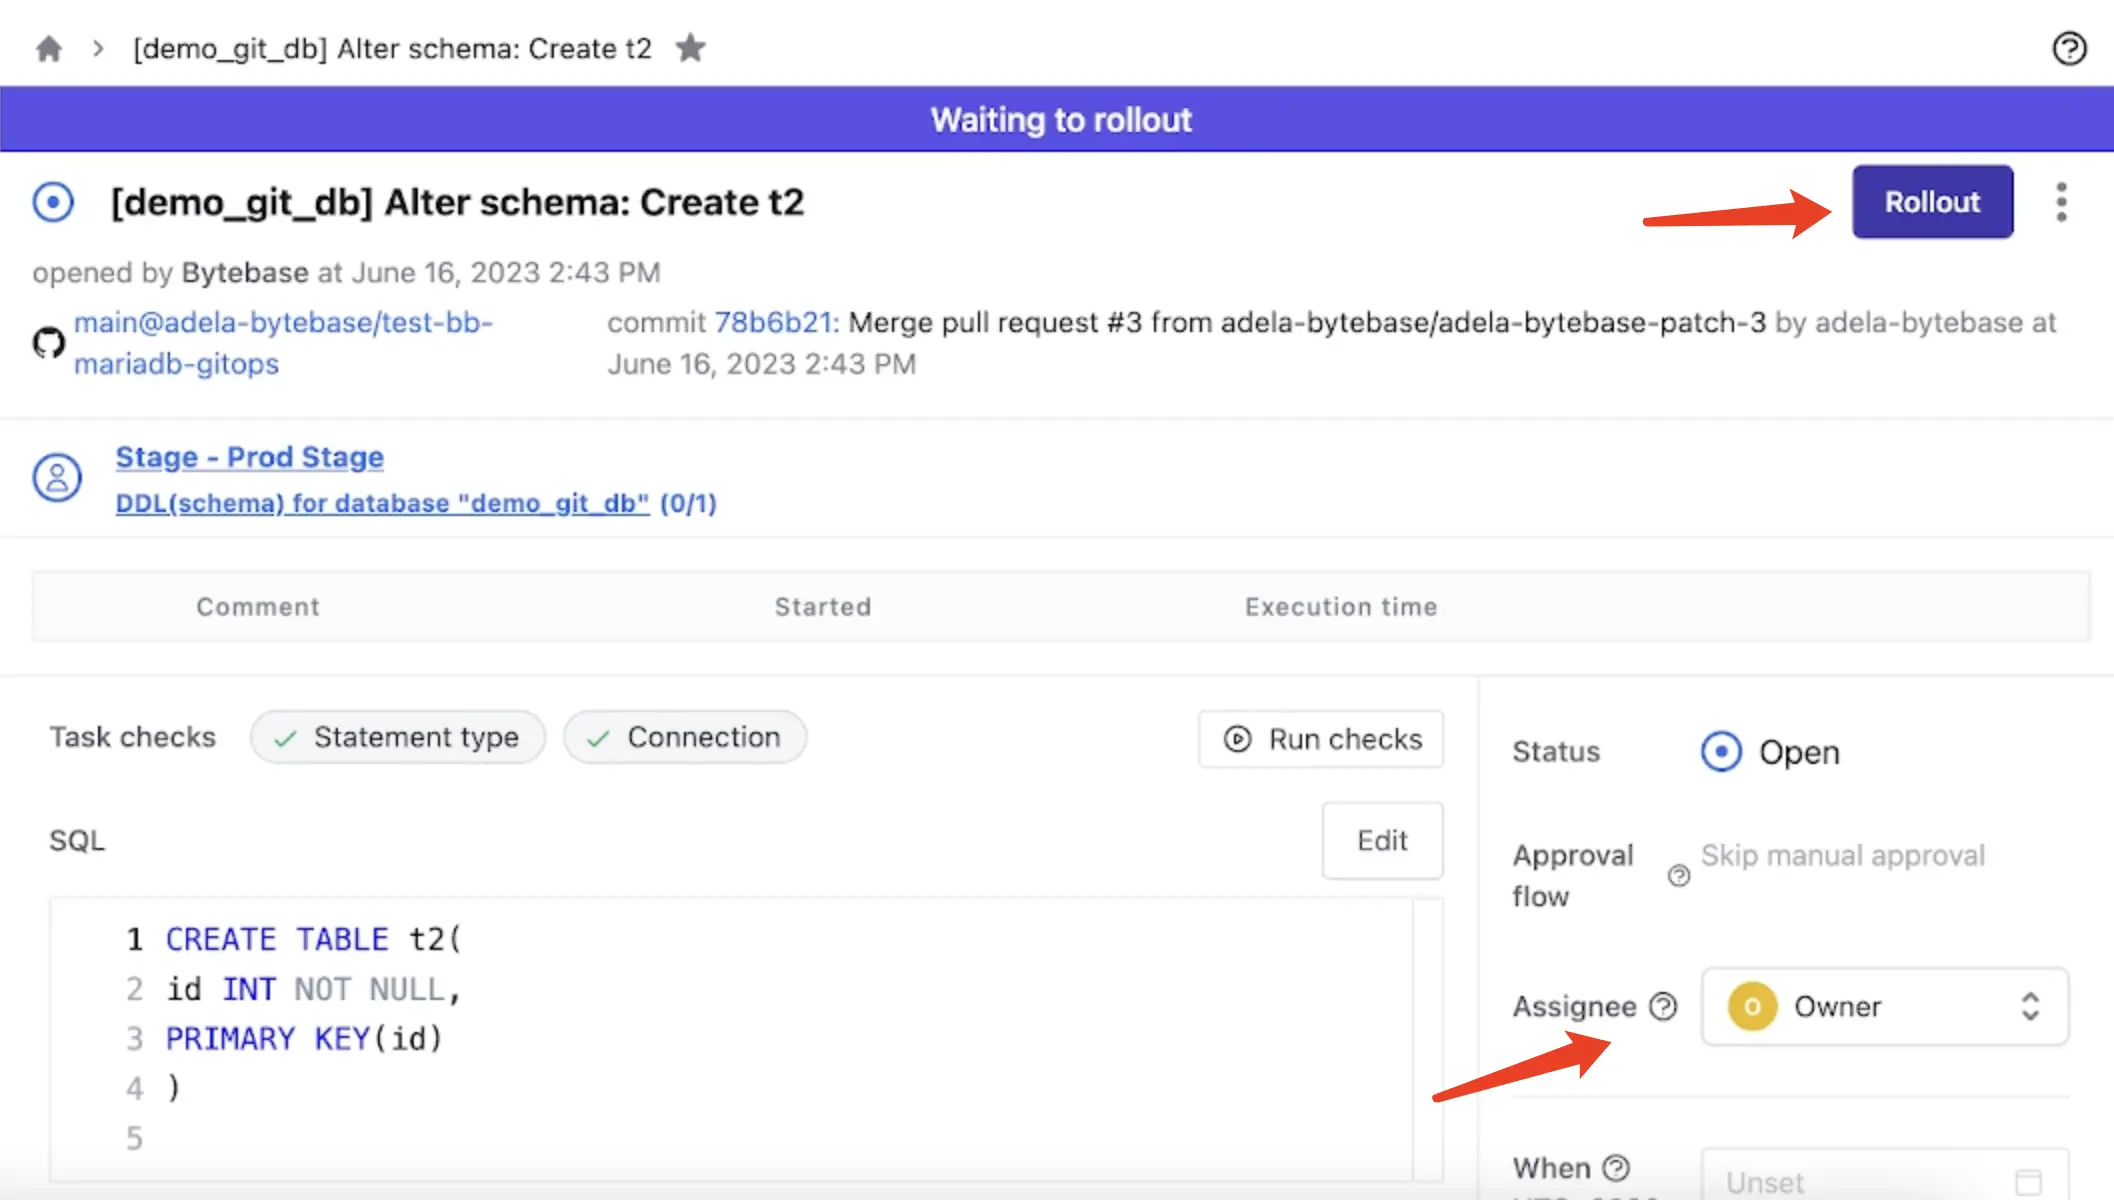 [demo_git_db] Alter schema: Create t2
Waiting to rollout
[demo_git_db] Alter schema: Create t2
Rollout
opened by Bytebase at June 16, 2023 2:43 PM
main@adela-bytebase/test-bb-
mariadb-gitops
commit 78b6b21: Merge pull request #3 from adela-bytebase/adela-bytebase-patch-3 by adela-bytebase at
June 16, 2023 2:43 PM
Stage - Prod Stage
DDL(schema) for database "demo_git_db" (0/1)
Comment Started Execution time
Task checks Statement type Connection Run checks
SQL
Edit
1 CREATE TABLE t2(
2 id INT NOT NULL,
3 PRIMARY KEY(id)
4 )
5
Status Open
Approval
flow
Skip manual approval
Assignee O Owner
When Unset